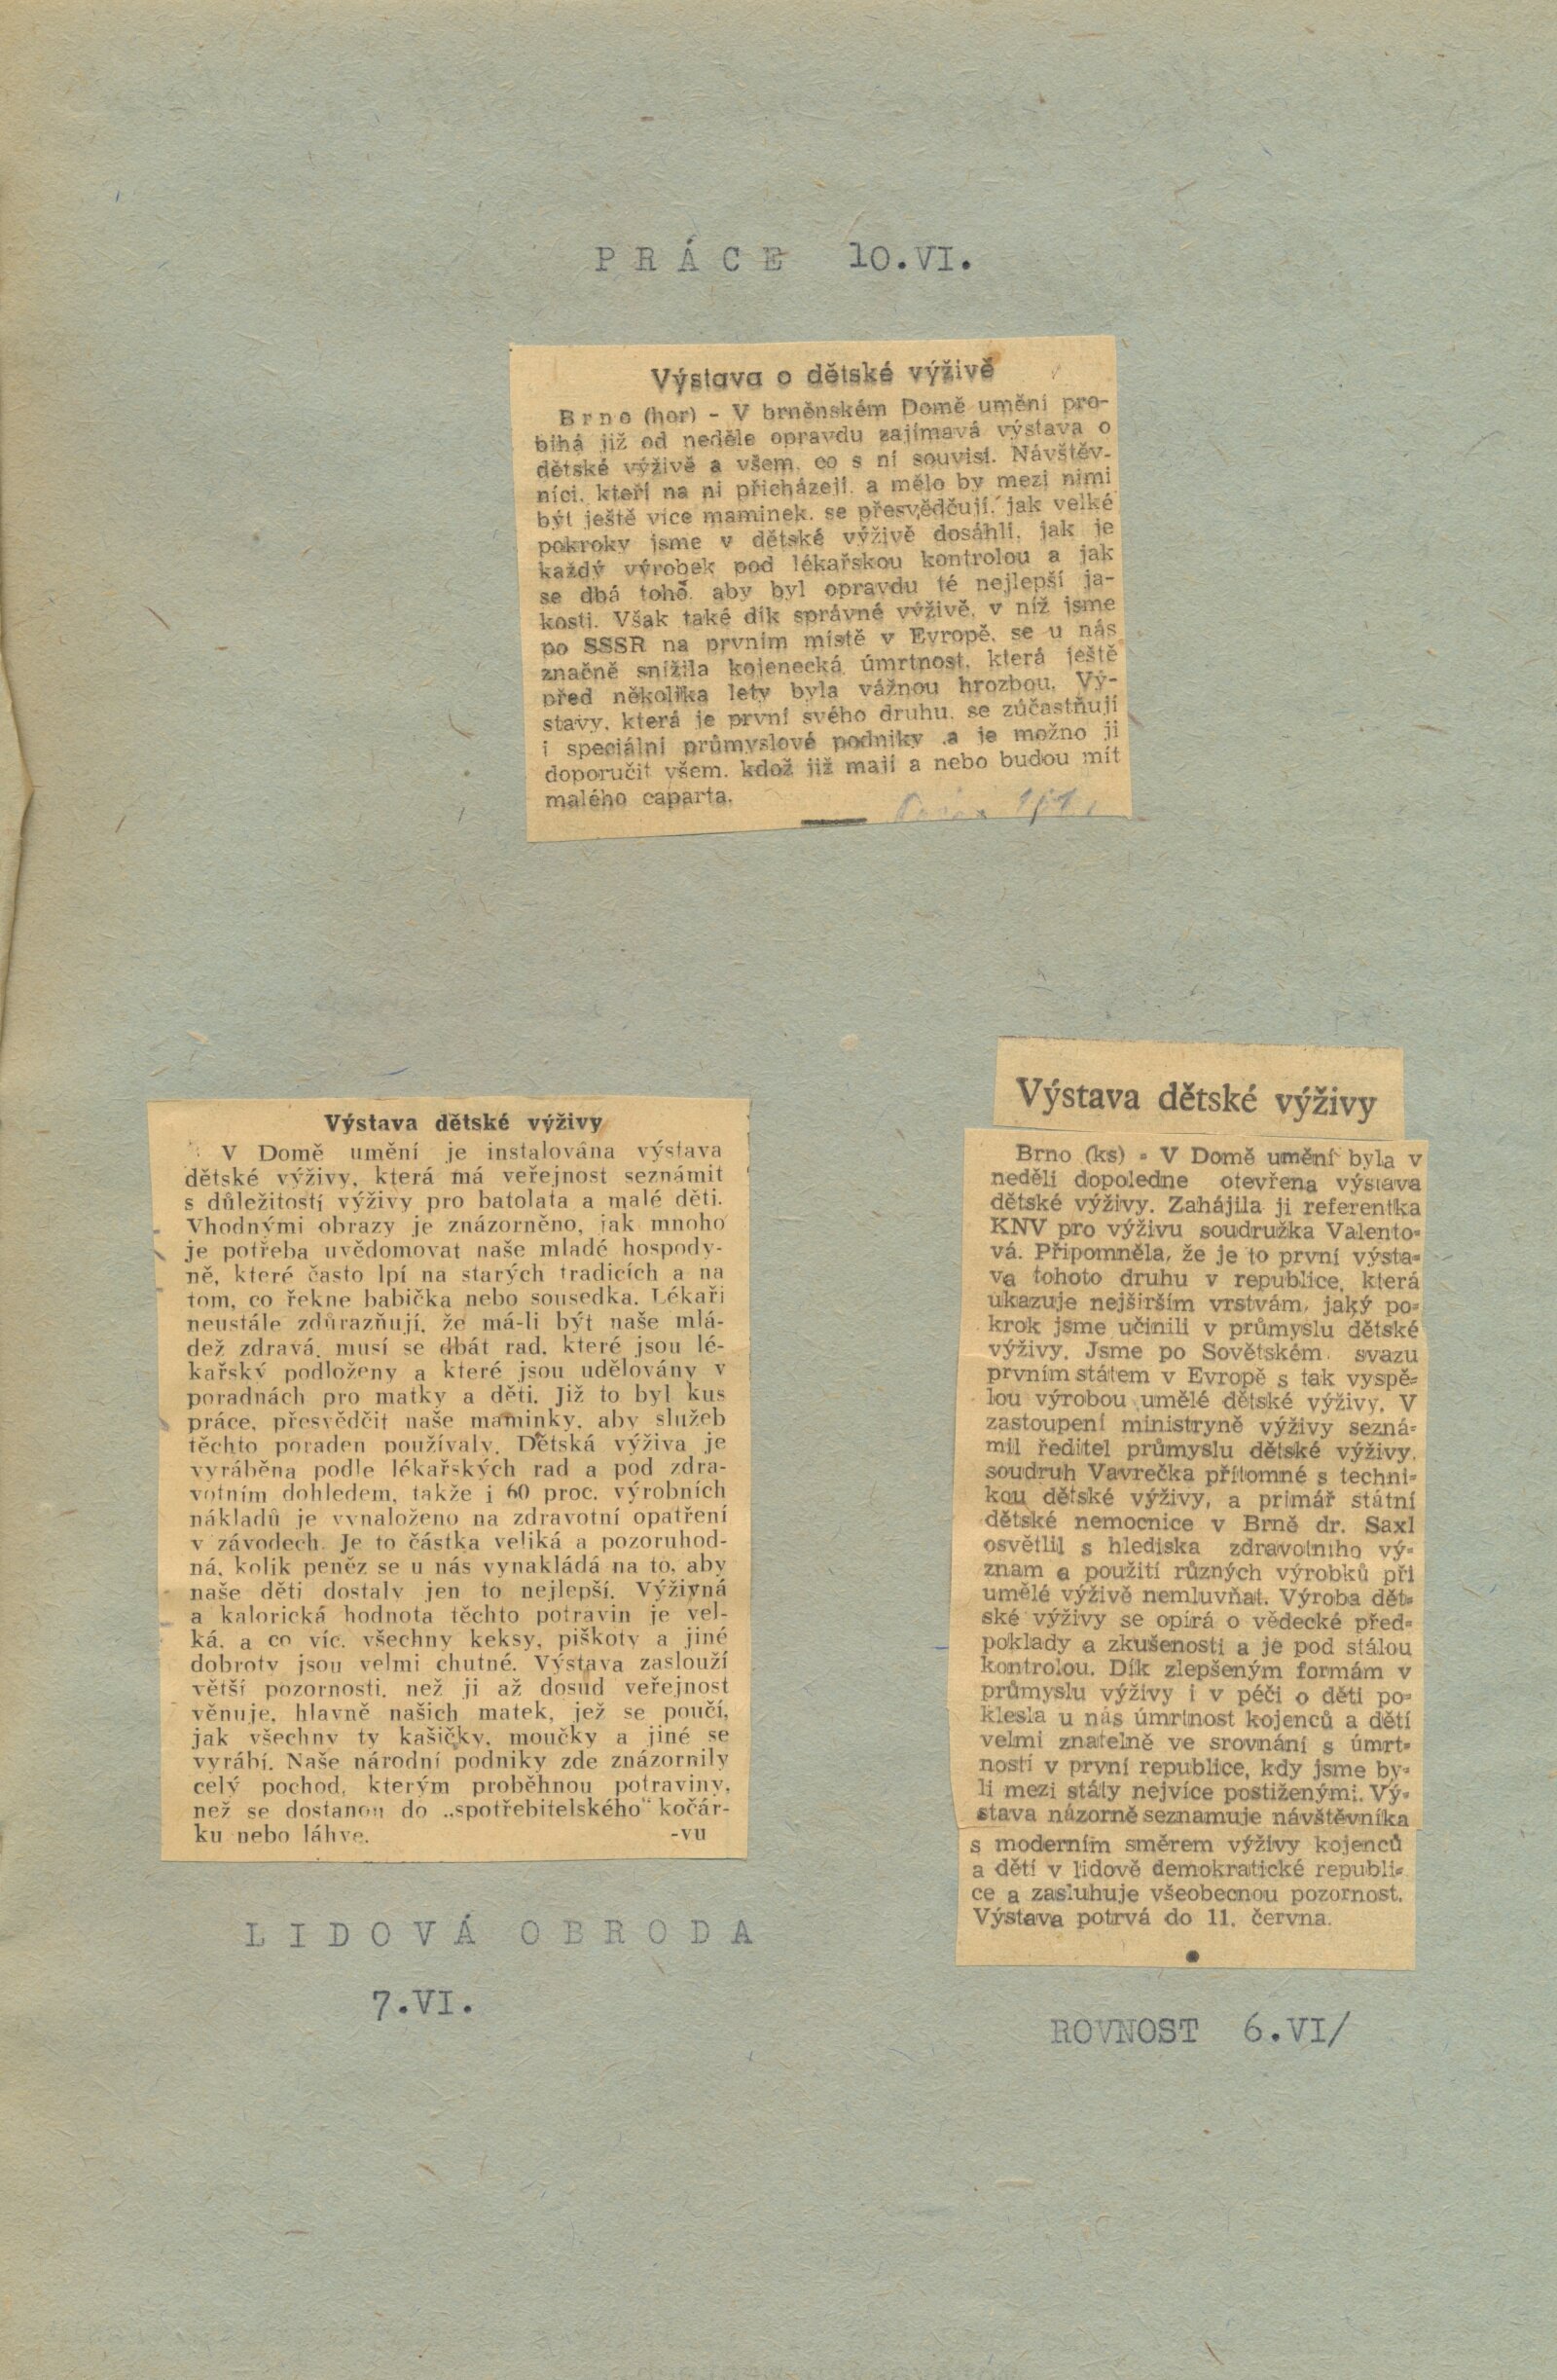 PRÁCE 10.VI.
Výstava o dětské výživě
Brno (hor) - V brněnském Domě umění pro-
bíhá již od neděle opravdu zajímavá výstava o
dětské výživě a všem, co s ní souvisí. Návštěv-
níci, kteří na ni přicházejí, a mělo by mezi nimi
být ještě více maminek, se přesvědčují, jak velké
pokroky jsme v dětské výživě dosáhli, jak je
každý výrobek pod lékařskou kontrolou a jak
se dbá toho, aby byl opravdu té nejlepší ja-
kosti. Však také dík správné výživě, v níž jsme
po SSSR na prvním místě v Evropě, se u nás
značně snížila kojenecká úmrtnost, která ještě
před několika lety byla vážnou hrozbou. Vý-
stavy, která je první svého druhu, se zúčastňují
i speciální průmyslové podniky a je možno ji
doporučit všem, kdož již mají a nebo budou mít
malého caparta.
Výstava dětské výživy
V Domě umění je instalována výstava
dětské výživy, která má veřejnost seznámit
s důležitostí výživy pro batolata a malé děti.
Vhodnými obrazy je znázorněno, jak mnoho
je potřeba uvědomovat naše mladé hospody-
ně, které často lpí na starých tradicích a na
tom, co řekne babička nebo sousedka. Lékaři
neustále zdůrazňují, že má-li být naše mlá-
dež zdravá, musí se dbát rad, které jsou lé-
kařský podloženy a které jsou udělovány v
poradnách pro matky a děti. Již to byl kus
práce, přesvědčit naše maminky, aby služeb
těchto poraden používaly. Dětská výživa je
vyráběna podle lékařských rad a pod zdra-
votním dohledem, takže i 60 proc. výrobních
nákladů je vynaloženo na zdravotní opatření
v závodech. Je to částka veliká a pozoruhod-
ná, kolik peněz se u nás vynakládá na to, aby
naše děti dostaly jen to nejlepší. Výživná
a kalorická hodnota těchto potravin je vel-
ká, a co víc, všechny keksy, piškoty a jiné
dobroty jsou velmi chutné. Výstava zaslouží
větší pozornosti, než ji až dosud veřejnost
věnuje, hlavně našich matek, jež se poučí,
jak všechny ty kašičky, moučky a jiné se
vyrábí. Naše národní podniky zde znázornily
celý pochod, kterým proběhnou potraviny,
než se dostanou do „spotřebitelského“ kočár-
ku nebo láhve. -vu
LIDOVÁ OBRODA
7.VI.
Výstava dětské výživy
Brno (ks) - V Domě umění byla v
neděli dopoledne otevřena výstava
dětské výživy. Zahájila ji referentka
KNV pro výživu soudružka Valento-
vá. Připomněla, že je to první výsta-
va tohoto druhu v republice, která
ukazuje nejširším vrstvám, jaký po-
krok jsme učinili v průmyslu dětské
výživy. Jsme po Sovětském svazu
prvním státem v Evropě s tak vyspě-
lou výrobou umělé dětské výživy. V
zastoupení ministryně výživy sezná-
mil ředitel průmyslu dětské výživy,
soudruh Vavrečka přítomné s techni-
kou dětské výživy, a primář státní
dětské nemocnice v Brně dr. Saxl
osvětlil s hlediska zdravotního vý-
znam a použití různých výrobků při
umělé výživě nemluvňat. Výroba dět-
ské výživy se opírá o vědecké před-
poklady a zkušenosti a je pod stálou
kontrolou. Dík zlepšeným formám v
průmyslu výživy i v péči o děti po-
klesla u nás úmrtnost kojenců a dětí
velmi znatelně ve srovnání s úmrt-
ností v první republice, kdy jsme by-
li mezi státy nejvíce postiženými. Vý-
stava názorně seznamuje návštěvníka
s moderním směrem výživy kojenců
a dětí v lidově demokratické republi-
ce a zasluhuje všeobecnou pozornost.
Výstava potrvá do 11. června.
ROVNOST 6.VI/